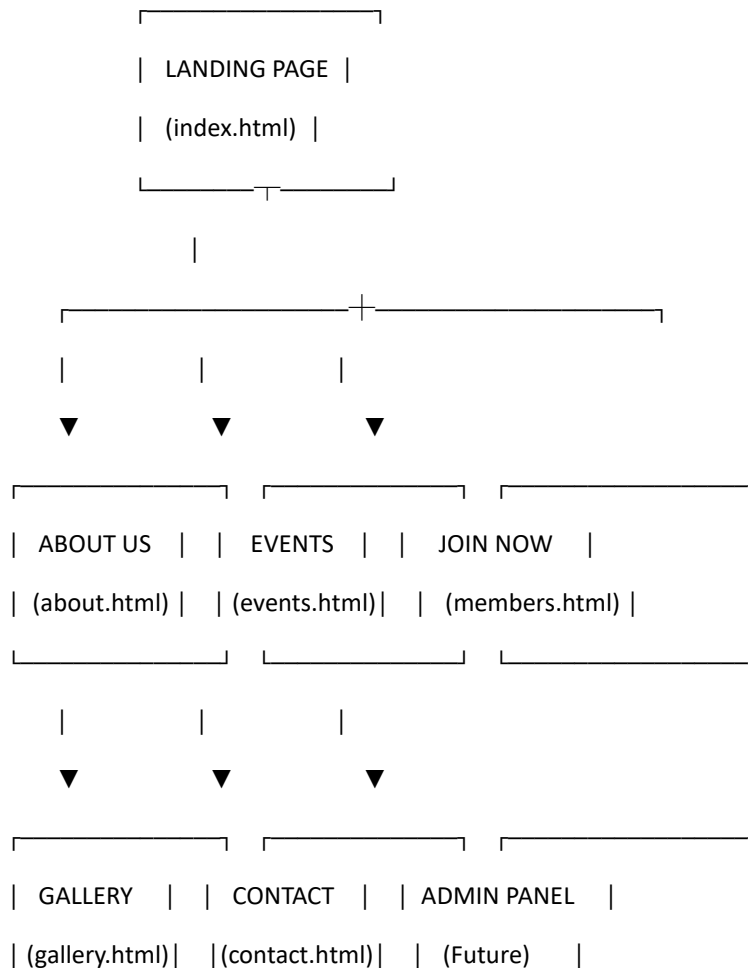 LANDING PAGE
(index.html)
ABOUT US EVENTS JOIN NOW
(about.html) (events.html) (members.html)
GALLERY CONTACT ADMIN PANEL
(gallery.html) (contact.html) (Future)